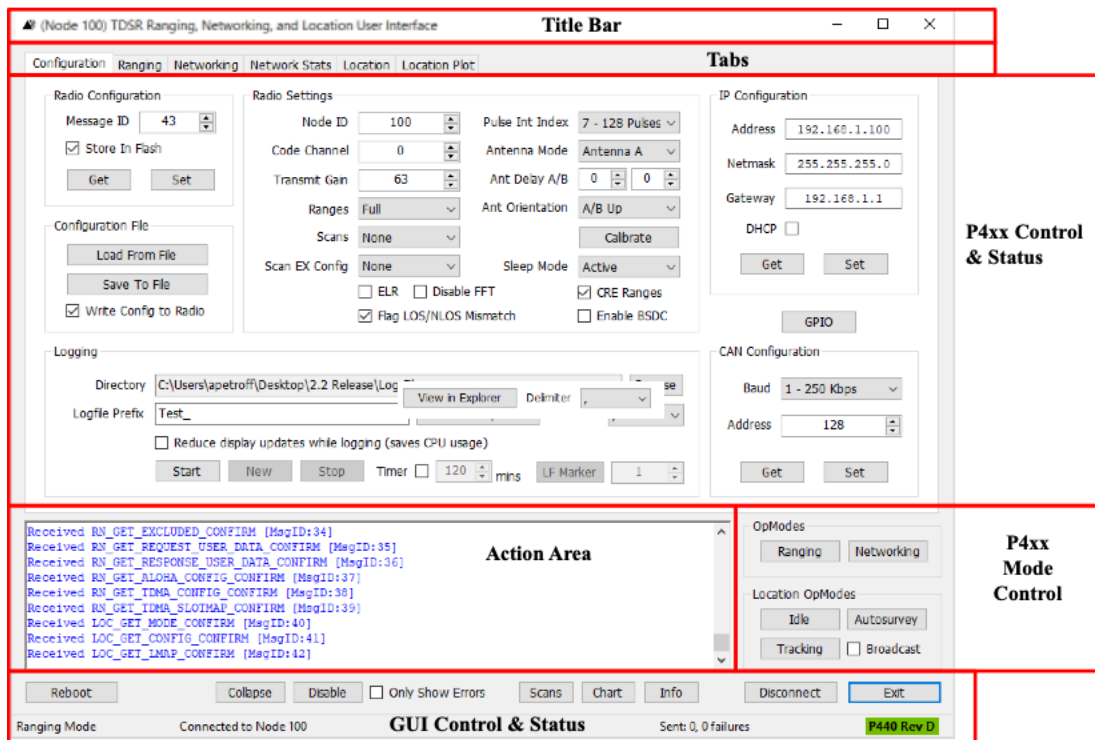 (Node 100) TDSR Ranging, Networking, and Location User Interface
Title Bar
Configuration Ranging Networking Network Stats Location Location Plot
Tabs
Radio Configuration
Message ID 43
Store In Flash
Get Set
Configuration File
Load From File
Save To File
Write Config to Radio
Radio Settings
Node ID 100 Pulse Int Index 7 - 128 Pulses
Code Channel 0 Antenna Mode Antenna A
Transmt Gain 63 Ant Delay A/B 0 0
Ranges Full Ant Orientation A/B Up
Scans None Calbrate
Scan EX Config None Sleep Mode Active
ELR Disable FFT CRE Ranges
Flag LOS/NLOS Mismatch Enable BSDC
IP Configuration
Address 192.168.1.100
Netmask 255.255.255.0
Gateway 192.168.1.1
DHCP
Get Set
GPIO
P4xx Control
& Status
Logging
Directory C:\Users\apetroff\Desktop\2.2 Release\Log
View in Explorer Delimiter ,
Logfile Prefix Test_
Reduce display updates while logging (saves CPU usage)
Start New Stop Timer 120 mins LF Marker 1
CAN Configuration
Baud 1 - 250 Kbps
Address 128
Get Set
Received RN_GET_EXCLUDED_CONFIRM [MsgID:34]
Received RN_GET_REQUEST_USER_DATA_CONFIRM [MsgID:35]
Received RN_GET_RESPONSE_USER_DATA_CONFIRM [MsgID:36]
Received RN_GET_ALOHA_CONFIG_CONFIRM [MsgID:37]
Received RN_GET_TDMA_CONFIG_CONFIRM [MsgID:38]
Received RN_GET_TDMA_SLOTMAP_CONFIRM [MsgID:39]
Received LOC_GET_MODE_CONFIRM [MsgID:40]
Received LOC_GET_CONFIG_CONFIRM [MsgID:41]
Received LOC_GET_LMAP_CONFIRM [MsgID:42]
Action Area
OpModes
Ranging Networking
Location OpModes
Idle Autosurvey
Tracking Broadcast
P4xx
Mode
Control
Reboot Collapse Disable Only Show Errors Scans Chart Info Disconnect Exit
Ranging Mode Connected to Node 100 GUI Control & Status Sent: 0, 0 failures P440 Rev D